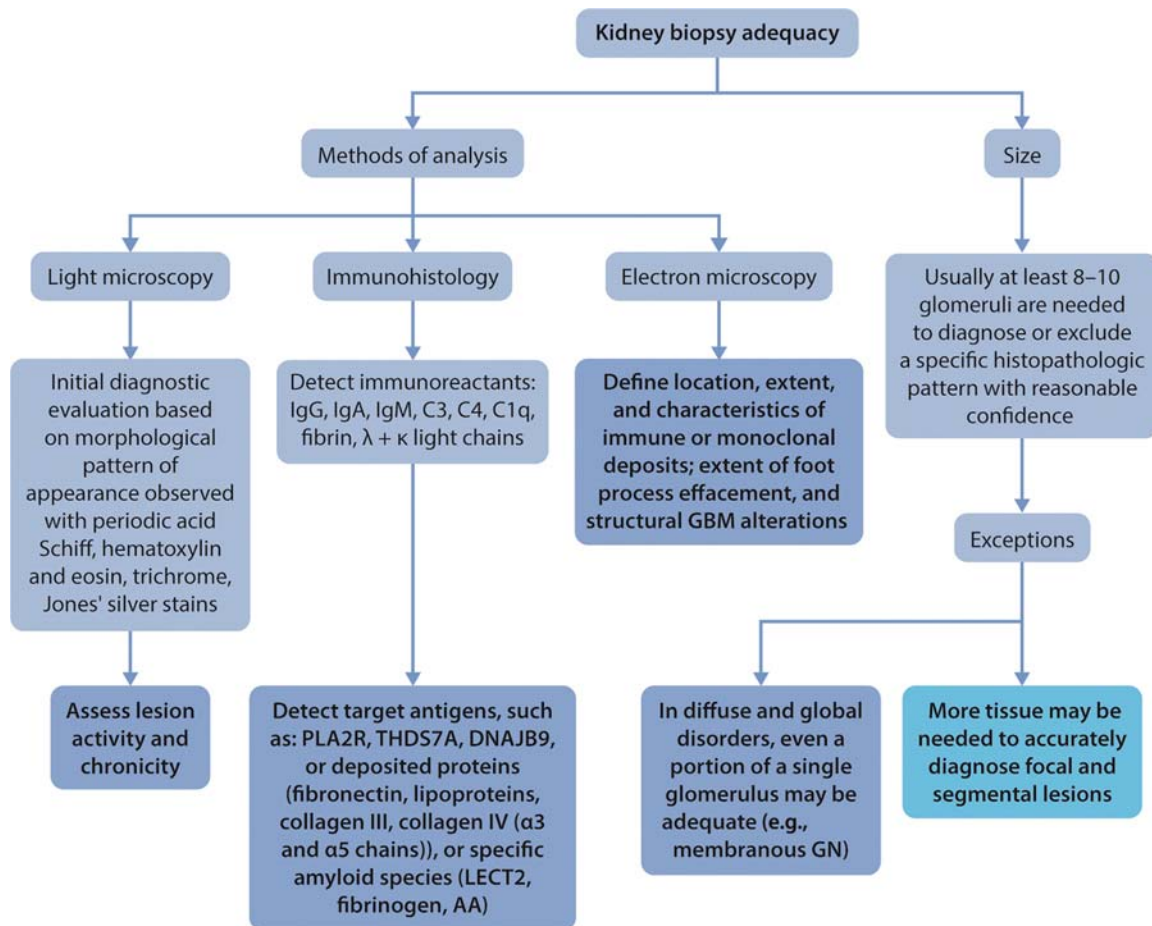 Kidney biopsy adequacy
Methods of analysis
Size
Light microscopy
Immunohistology
Electron microscopy
Usually at least 8–10
glomeruli are needed
to diagnose or exclude
a specific histopathologic
pattern with reasonable
confidence
Initial diagnostic
evaluation based
on morphological
pattern of
appearance observed
with periodic acid
Schiff, hematoxylin
and eosin, trichrome,
Jones' silver stains
Detect immunoreactants:
IgG, IgA, IgM, C3, C4, C1q,
fibrin, λ + κ light chains
Define location, extent,
and characteristics of
immune or monoclonal
deposits; extent of foot
process effacement, and
structural GBM alterations
Exceptions
Assess lesion
activity and
chronicity
Detect target antigens, such
as: PLA2R, THDS7A, DNAJB9,
or deposited proteins
(fibronectin, lipoproteins,
collagen III, collagen IV (α3
and α5 chains)), or specific
amyloid species (LECT2,
fibrinogen, AA)
In diffuse and global
disorders, even a
portion of a single
glomerulus may be
adequate (e.g.,
membranous GN)
More tissue may be
needed to accurately
diagnose focal and
segmental lesions